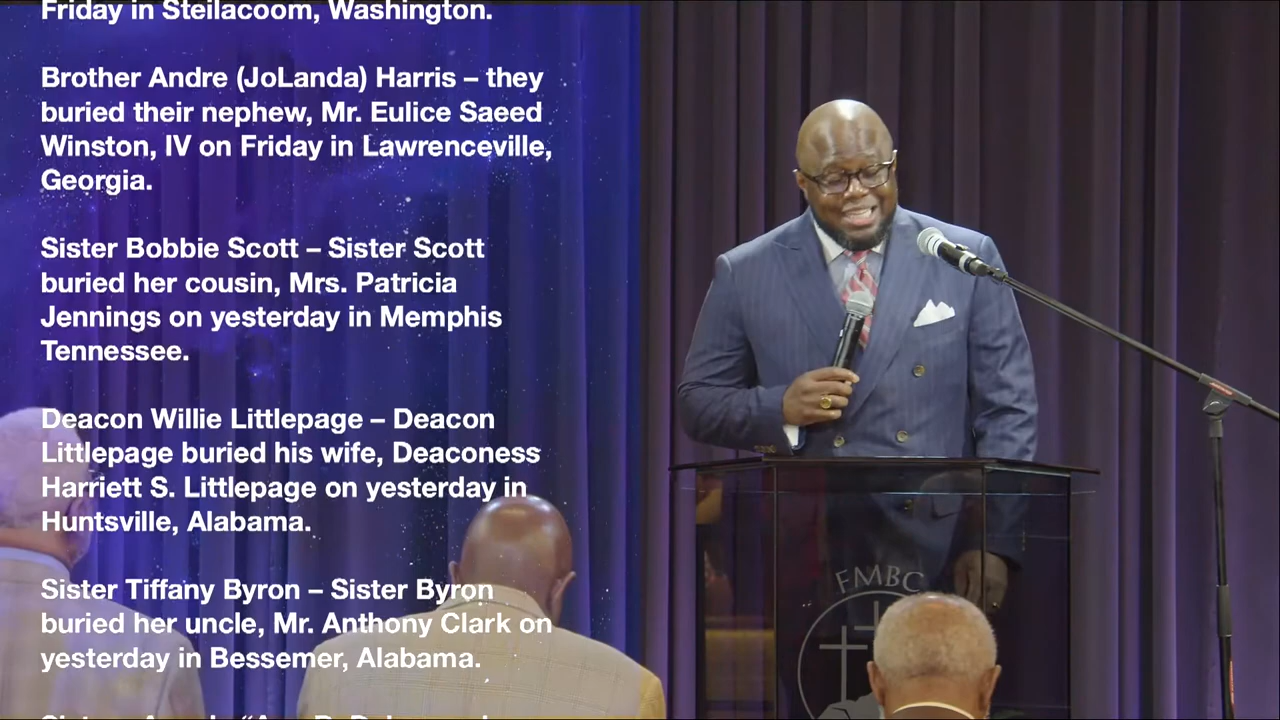 Friday in Steilacoom, Washington.
Brother Andre (JoLanda) Harris – they
buried their nephew, Mr. Eulice Saeed
Winston, IV on Friday in Lawrenceville,
Georgia.
Sister Bobbie Scott – Sister Scott
buried her cousin, Mrs. Patricia
Jennings on yesterday in Memphis
Tennessee.
Deacon Willie Littlepage – Deacon
Littlepage buried his wife, Deaconess
Harriett S. Littlepage on yesterday in
Huntsville, Alabama.
Sister Tiffany Byron – Sister Byron
buried her uncle, Mr. Anthony Clark on
yesterday in Bessemer, Alabama.
FMBC